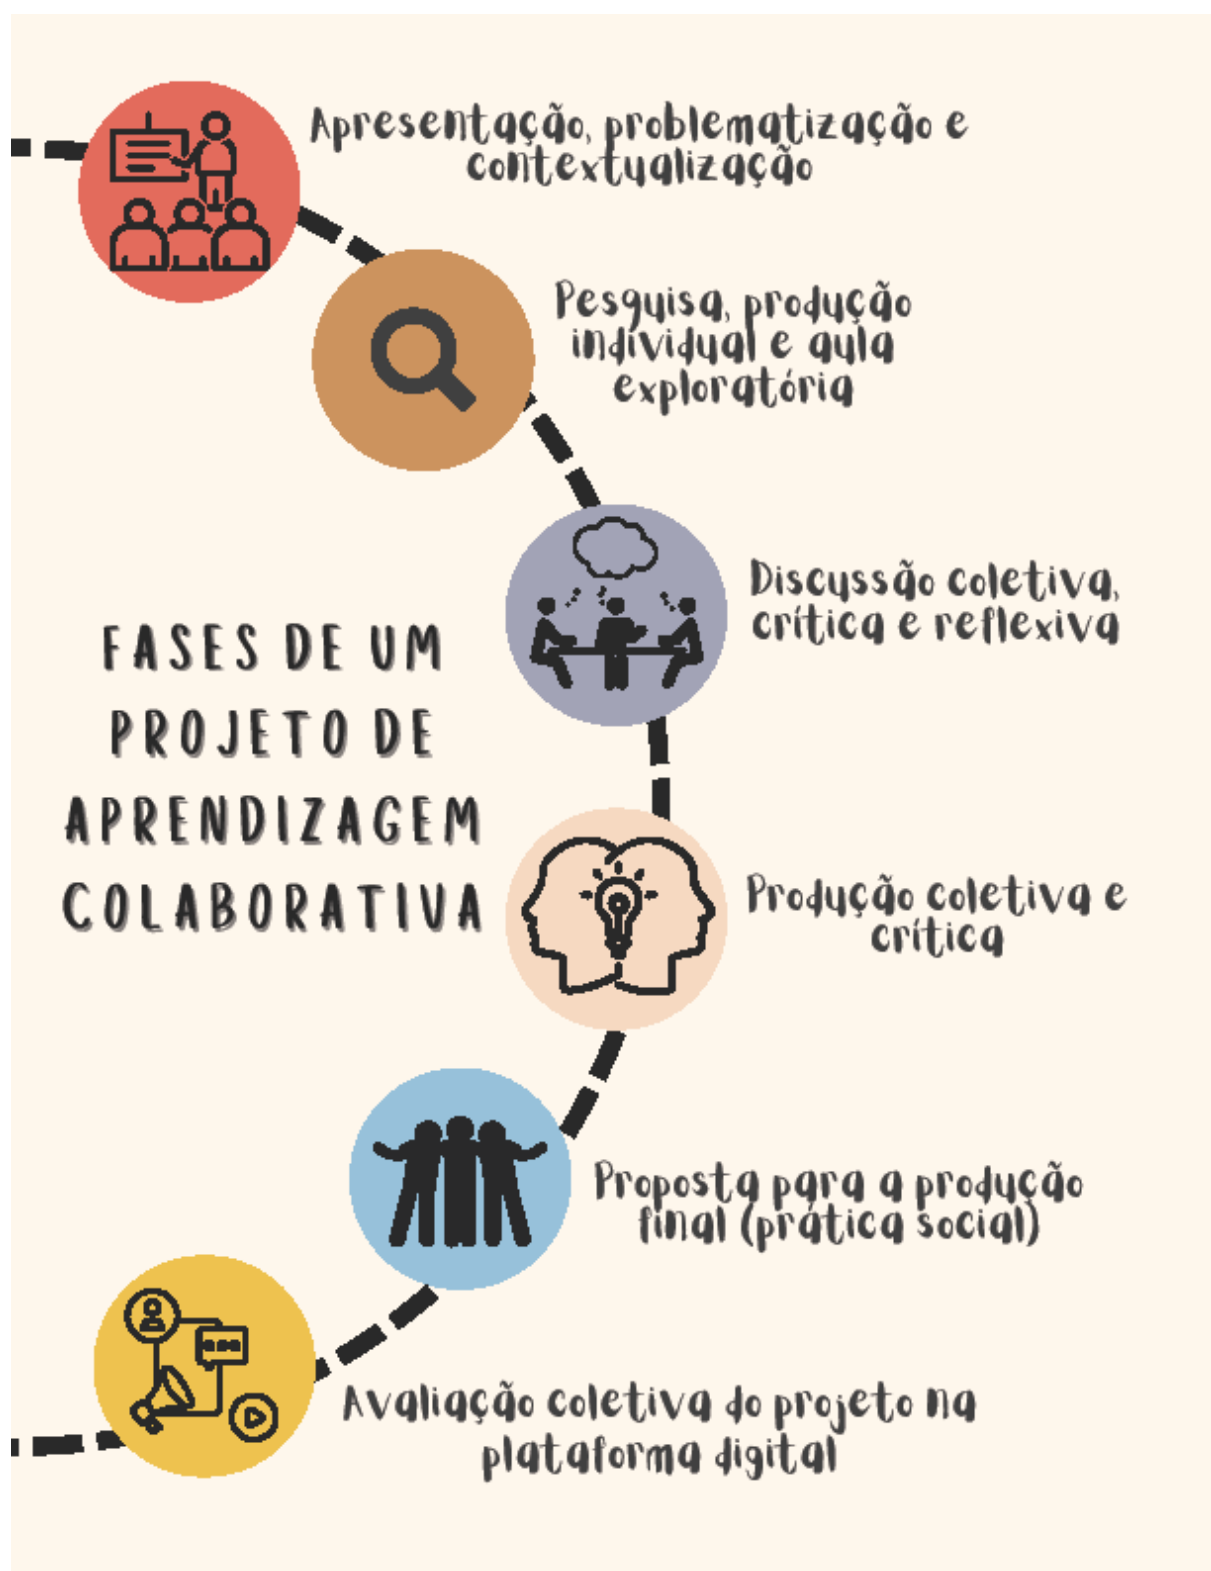 Apresentação, problematização e
contextualização
Pesquisa, produção
individual e aula
exploratória
Discussão coletiva,
crítica e reflexiva
FASES DE UM
PROJETO DE
APRENDIZAGEM
COLABORATIVA
Produção coletiva e
crítica
Proposta para a produção
final (prática social)
Avaliação coletiva do projeto na
plataforma digital